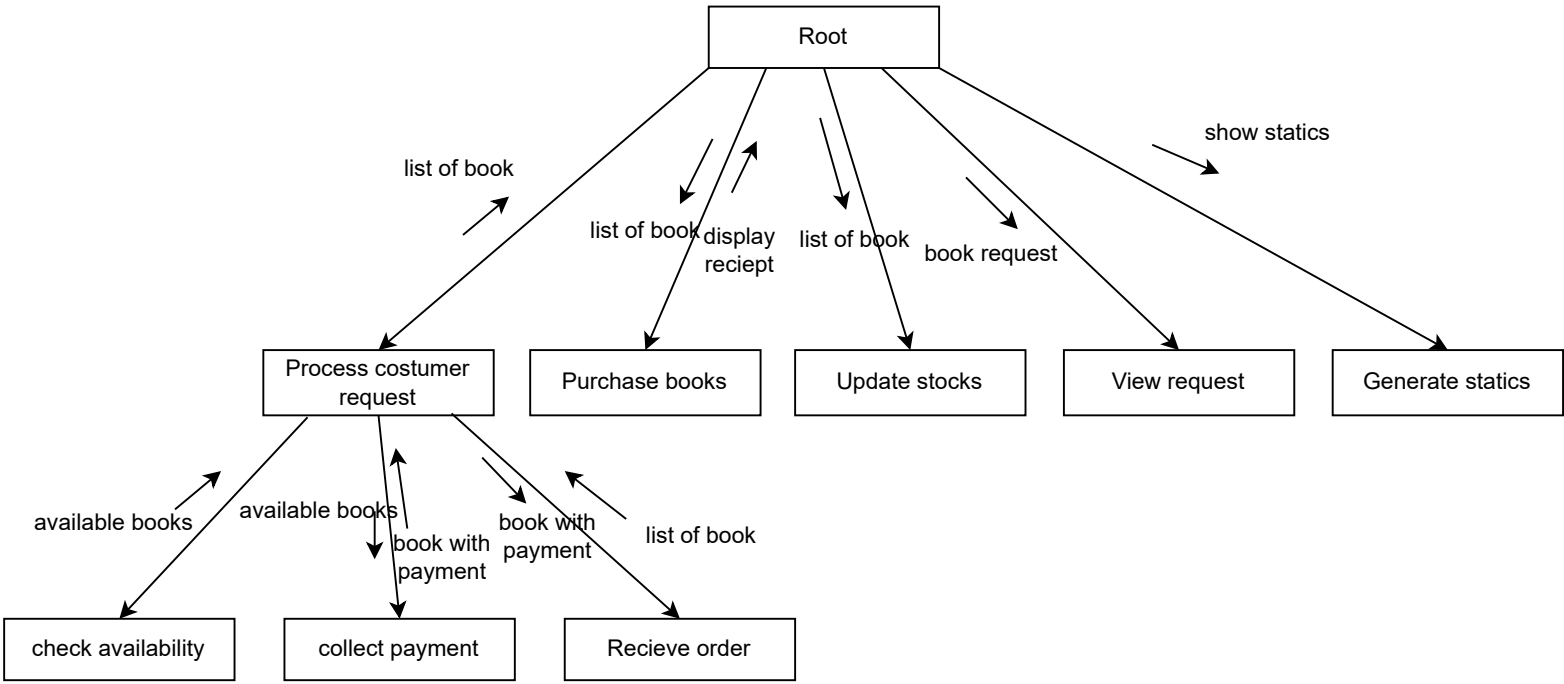 Root
show statics
list of book
list of book
display
reciept
list of book
book request
Process costumer
request
Purchase books
Update stocks
View request
Generate statics
available books
available books
book with
payment
book with
payment
list of book
check availability
collect payment
Recieve order